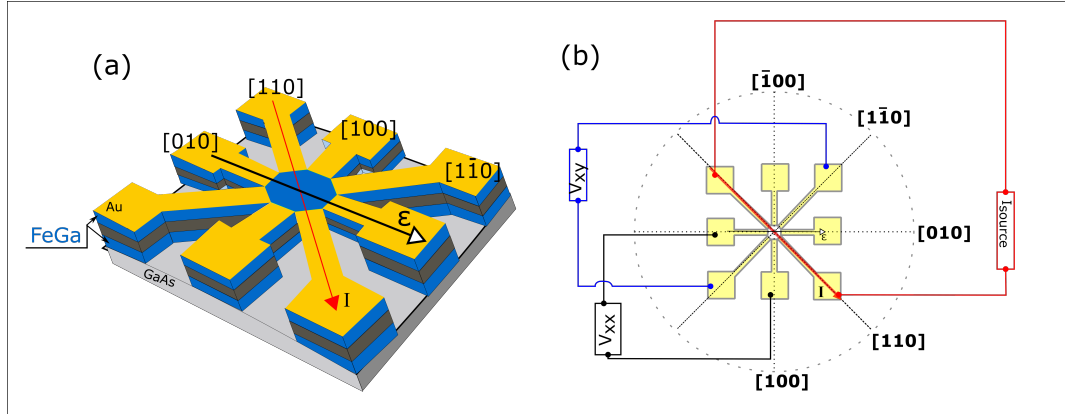 (a)
[110]
[010]
[100]
[11̄0]
Au
FeGa
GaAs
ε
I
(b)
[1̄00]
[11̄0]
Vxy
Isource
ε
[010]
I
Vxx
[110]
[100]